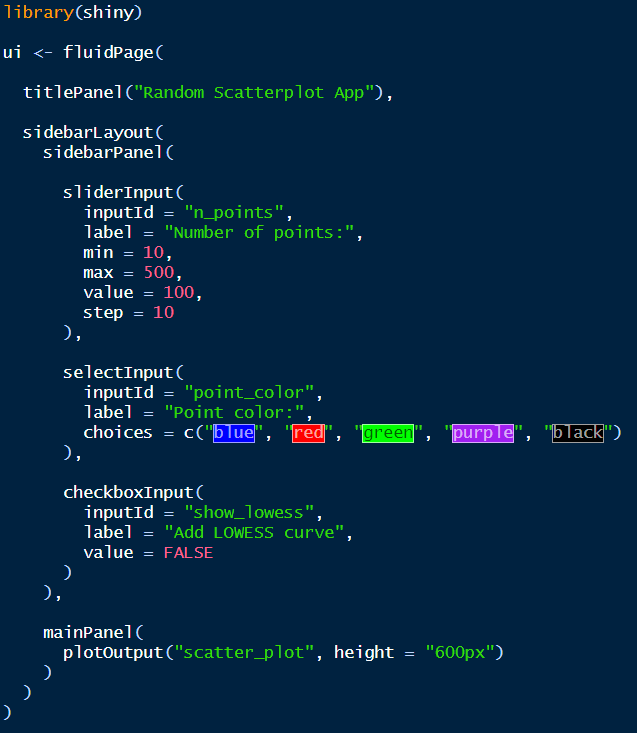 library(shiny)

ui <- fluidPage(

  titlePanel("Random Scatterplot App"),

  sidebarLayout(
    sidebarPanel(

      sliderInput(
        inputId = "n_points",
        label = "Number of points:",
        min = 10,
        max = 500,
        value = 100,
        step = 10
      ),

      selectInput(
        inputId = "point_color",
        label = "Point color:",
        choices = c("blue", "red", "green", "purple", "black")
      ),

      checkboxInput(
        inputId = "show_lowess",
        label = "Add LOWESS curve",
        value = FALSE
      )
    ),

    mainPanel(
      plotOutput("scatter_plot", height = "600px")
    )
  )
)